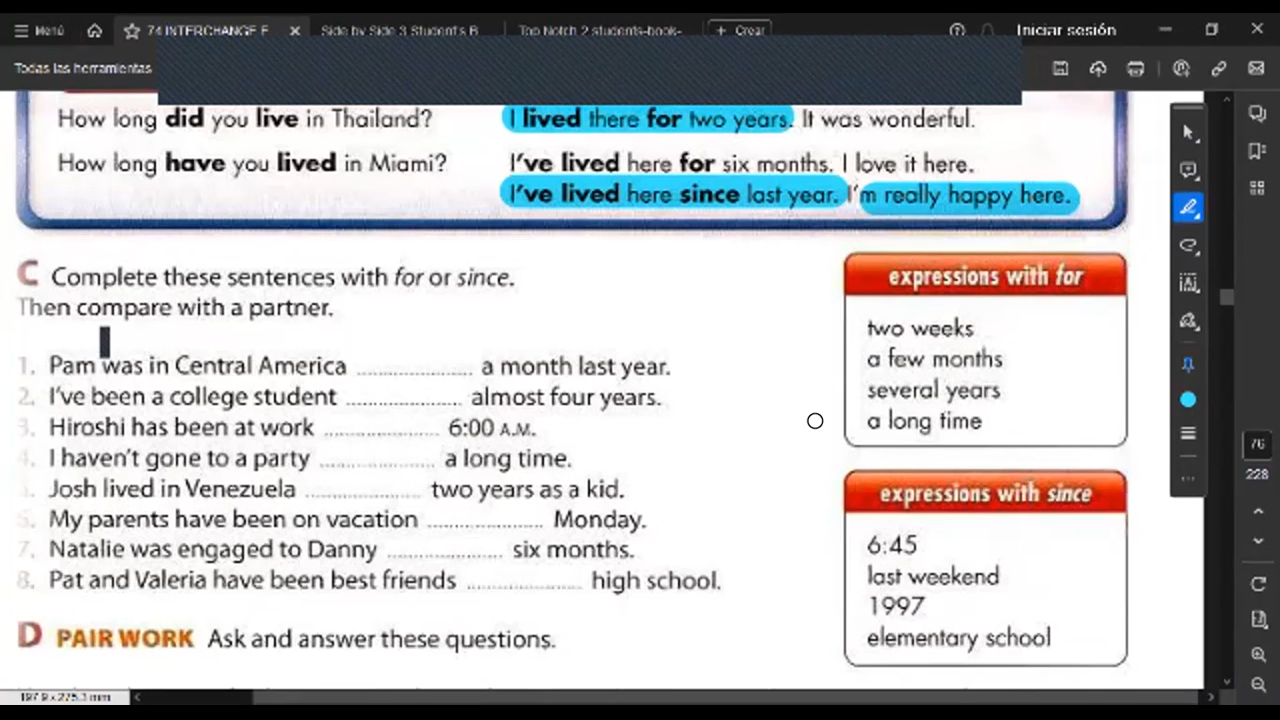 Menú
74 INTERCHANGE F
Side by Side 3 Student's B
Top Notch 2 students-book-
+ Crear
Iniciar sesión
Todas las herramientas
How long did you live in Thailand? I lived there for two years. It was wonderful.
How long have you lived in Miami? I've lived here for six months. I love it here.
I've lived here since last year. I'm really happy here.
C Complete these sentences with for or since.
Then compare with a partner.
1. Pam was in Central America .................... a month last year.
2. I've been a college student .................... almost four years.
3. Hiroshi has been at work .................... 6:00 A.M.
4. I haven't gone to a party .................... a long time.
5. Josh lived in Venezuela .................... two years as a kid.
6. My parents have been on vacation .................... Monday.
7. Natalie was engaged to Danny .................... six months.
8. Pat and Valeria have been best friends .................... high school.
D PAIR WORK Ask and answer these questions.
expressions with for
two weeks
a few months
several years
a long time
expressions with since
6:45
last weekend
1997
elementary school
76
228
197.9 x 275.3 mm